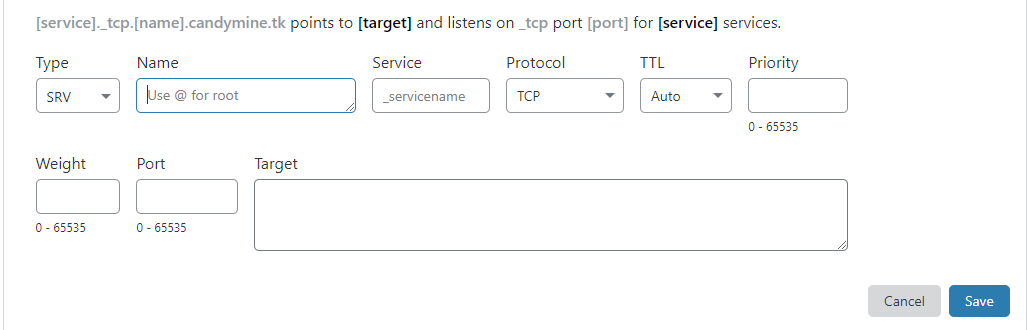 [service]._tcp.[name].candymine.tk points to [target] and listens on _tcp port [port] for [service] services.
Type Name Service Protocol TTL Priority
SRV Use @ for root _servicename TCP Auto
0 - 65535
Weight Port Target
0 - 65535 0 - 65535
Cancel Save